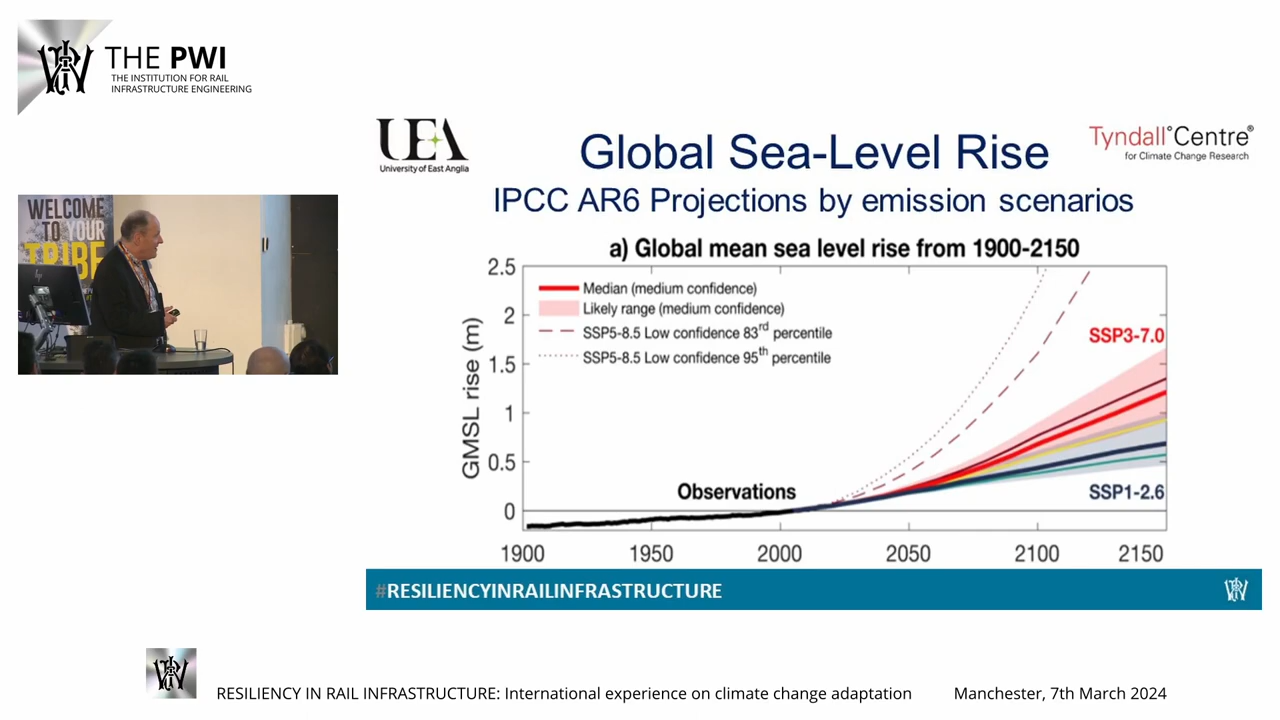 THE PWI
THE INSTITUTION FOR RAIL
INFRASTRUCTURE ENGINEERING
UEA
University of East Anglia
Global Sea-Level Rise
Tyndall°Centre®
for Climate Change Research
IPCC AR6 Projections by emission scenarios
WELCOME
TO YOUR
TRIBE
a) Global mean sea level rise from 1900-2150
GMSL rise (m)
2.5
2
1.5
1
0.5
0
Median (medium confidence)
Likely range (medium confidence)
SSP5-8.5 Low confidence 83rd percentile
SSP5-8.5 Low confidence 95th percentile
SSP3-7.0
Observations
SSP1-2.6
1900 1950 2000 2050 2100 2150
#RESILIENCYINRAILINFRASTRUCTURE
RESILIENCY IN RAIL INFRASTRUCTURE: International experience on climate change adaptation Manchester, 7th March 2024